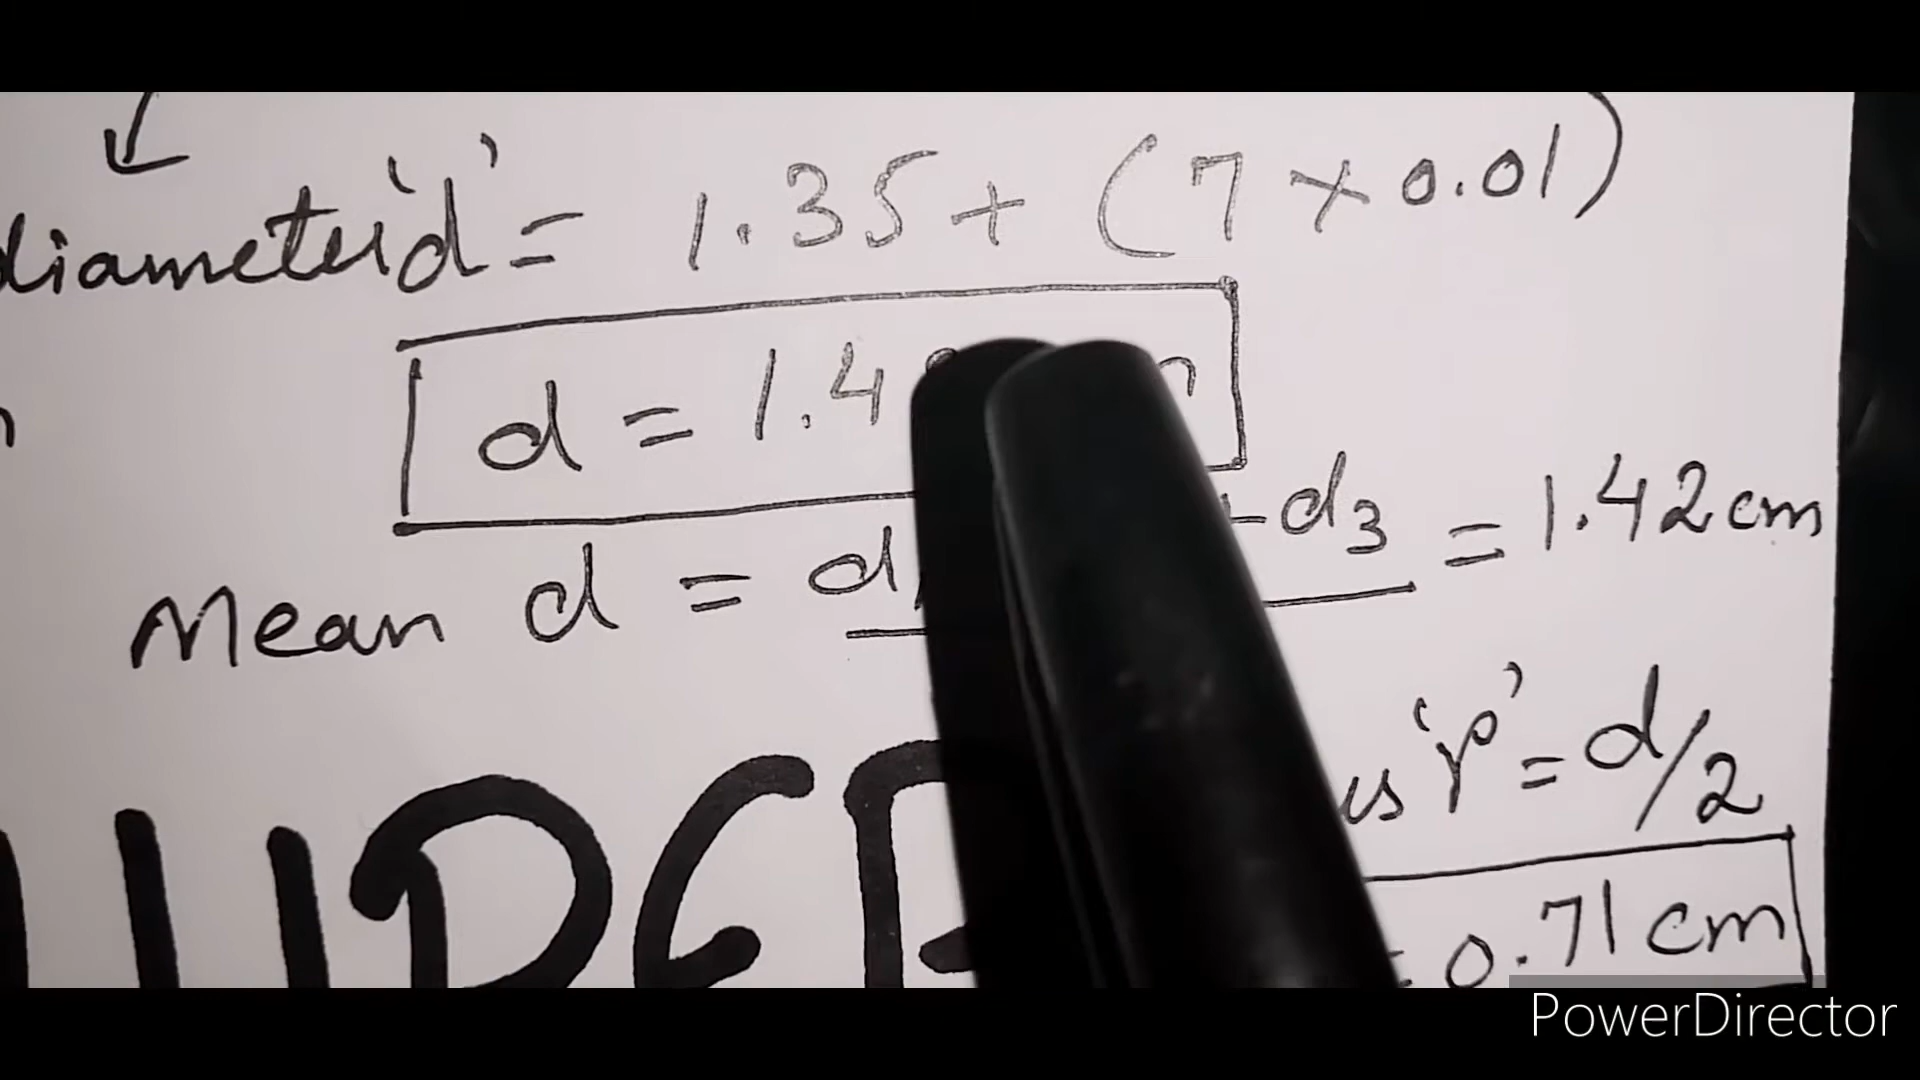 diameter 'd' = 1.35 + (7 × 0.01)
d = 1.4
Mean d = d + d3 = 1.42 cm
'r' = d/2
= 0.71 cm
PowerDirector